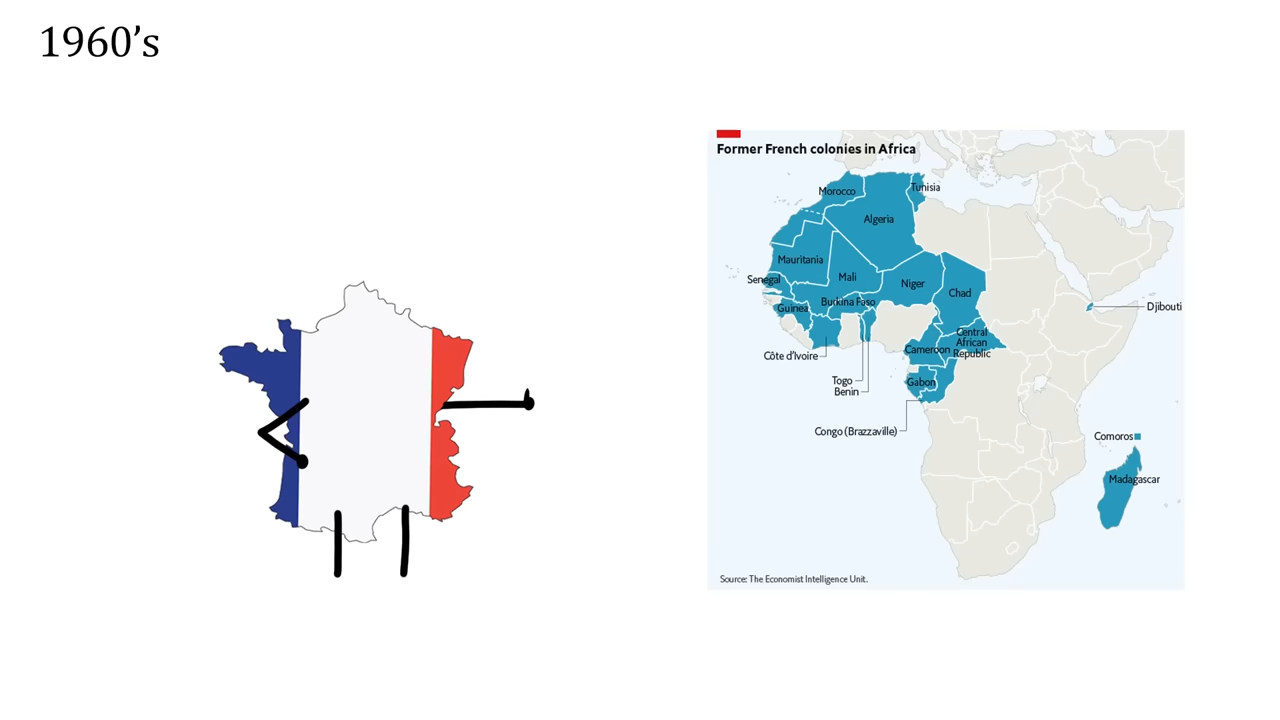 1960’s
Former French colonies in Africa
Morocco
Tunisia
Algeria
Mauritania
Mali
Senegal
Niger
Chad
Burkina Faso
Guinea
Djibouti
Central
African
Republic
Cameroon
Côte d’Ivoire
Togo
Benin
Gabon
Congo (Brazzaville)
Comoros
Madagascar
Source: The Economist Intelligence Unit.